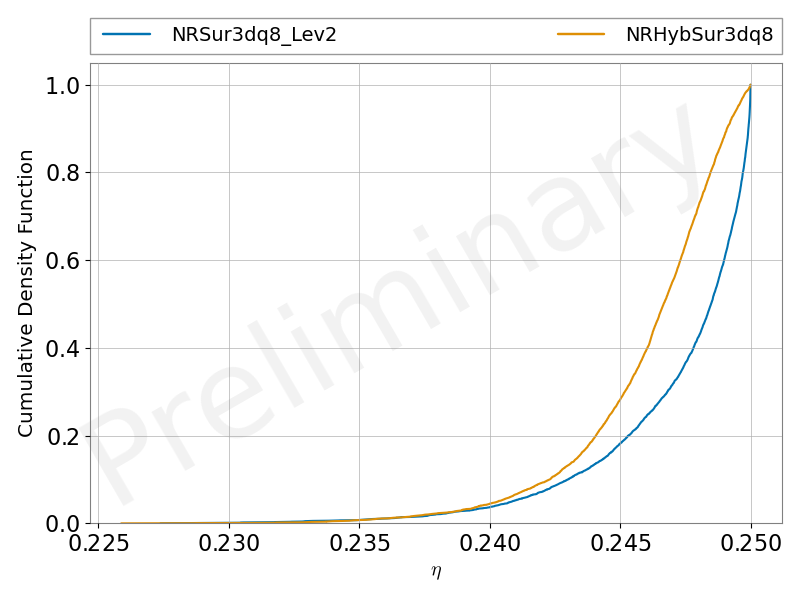 NRSur3dq8_Lev2 NRHybSur3dq8
1.0
0.8
0.6
0.4
0.2
0.0
Cumulative Density Function
Preliminary
0.225 0.230 0.235 0.240 0.245 0.250
η